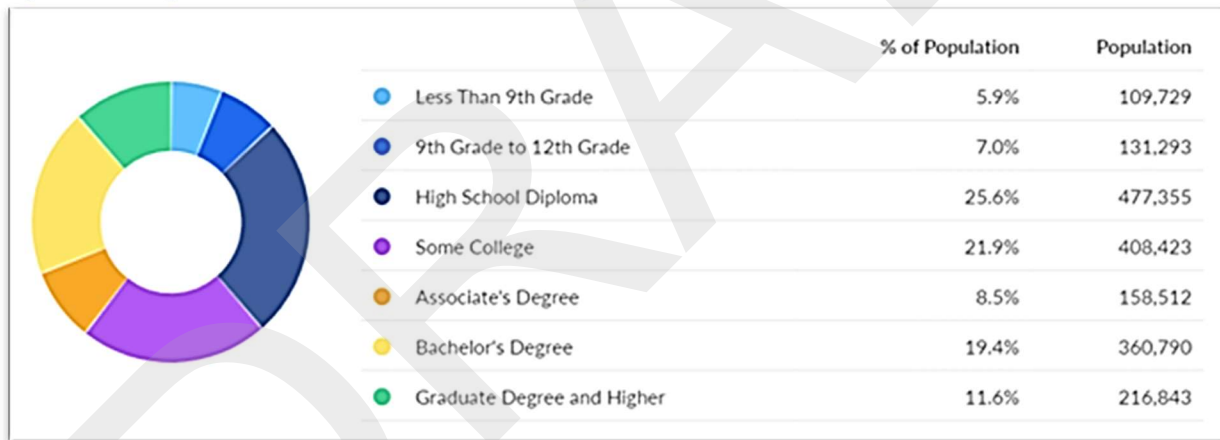 % of Population Population
Less Than 9th Grade 5.9% 109,729
9th Grade to 12th Grade 7.0% 131,293
High School Diploma 25.6% 477,355
Some College 21.9% 408,423
Associate's Degree 8.5% 158,512
Bachelor's Degree 19.4% 360,790
Graduate Degree and Higher 11.6% 216,843